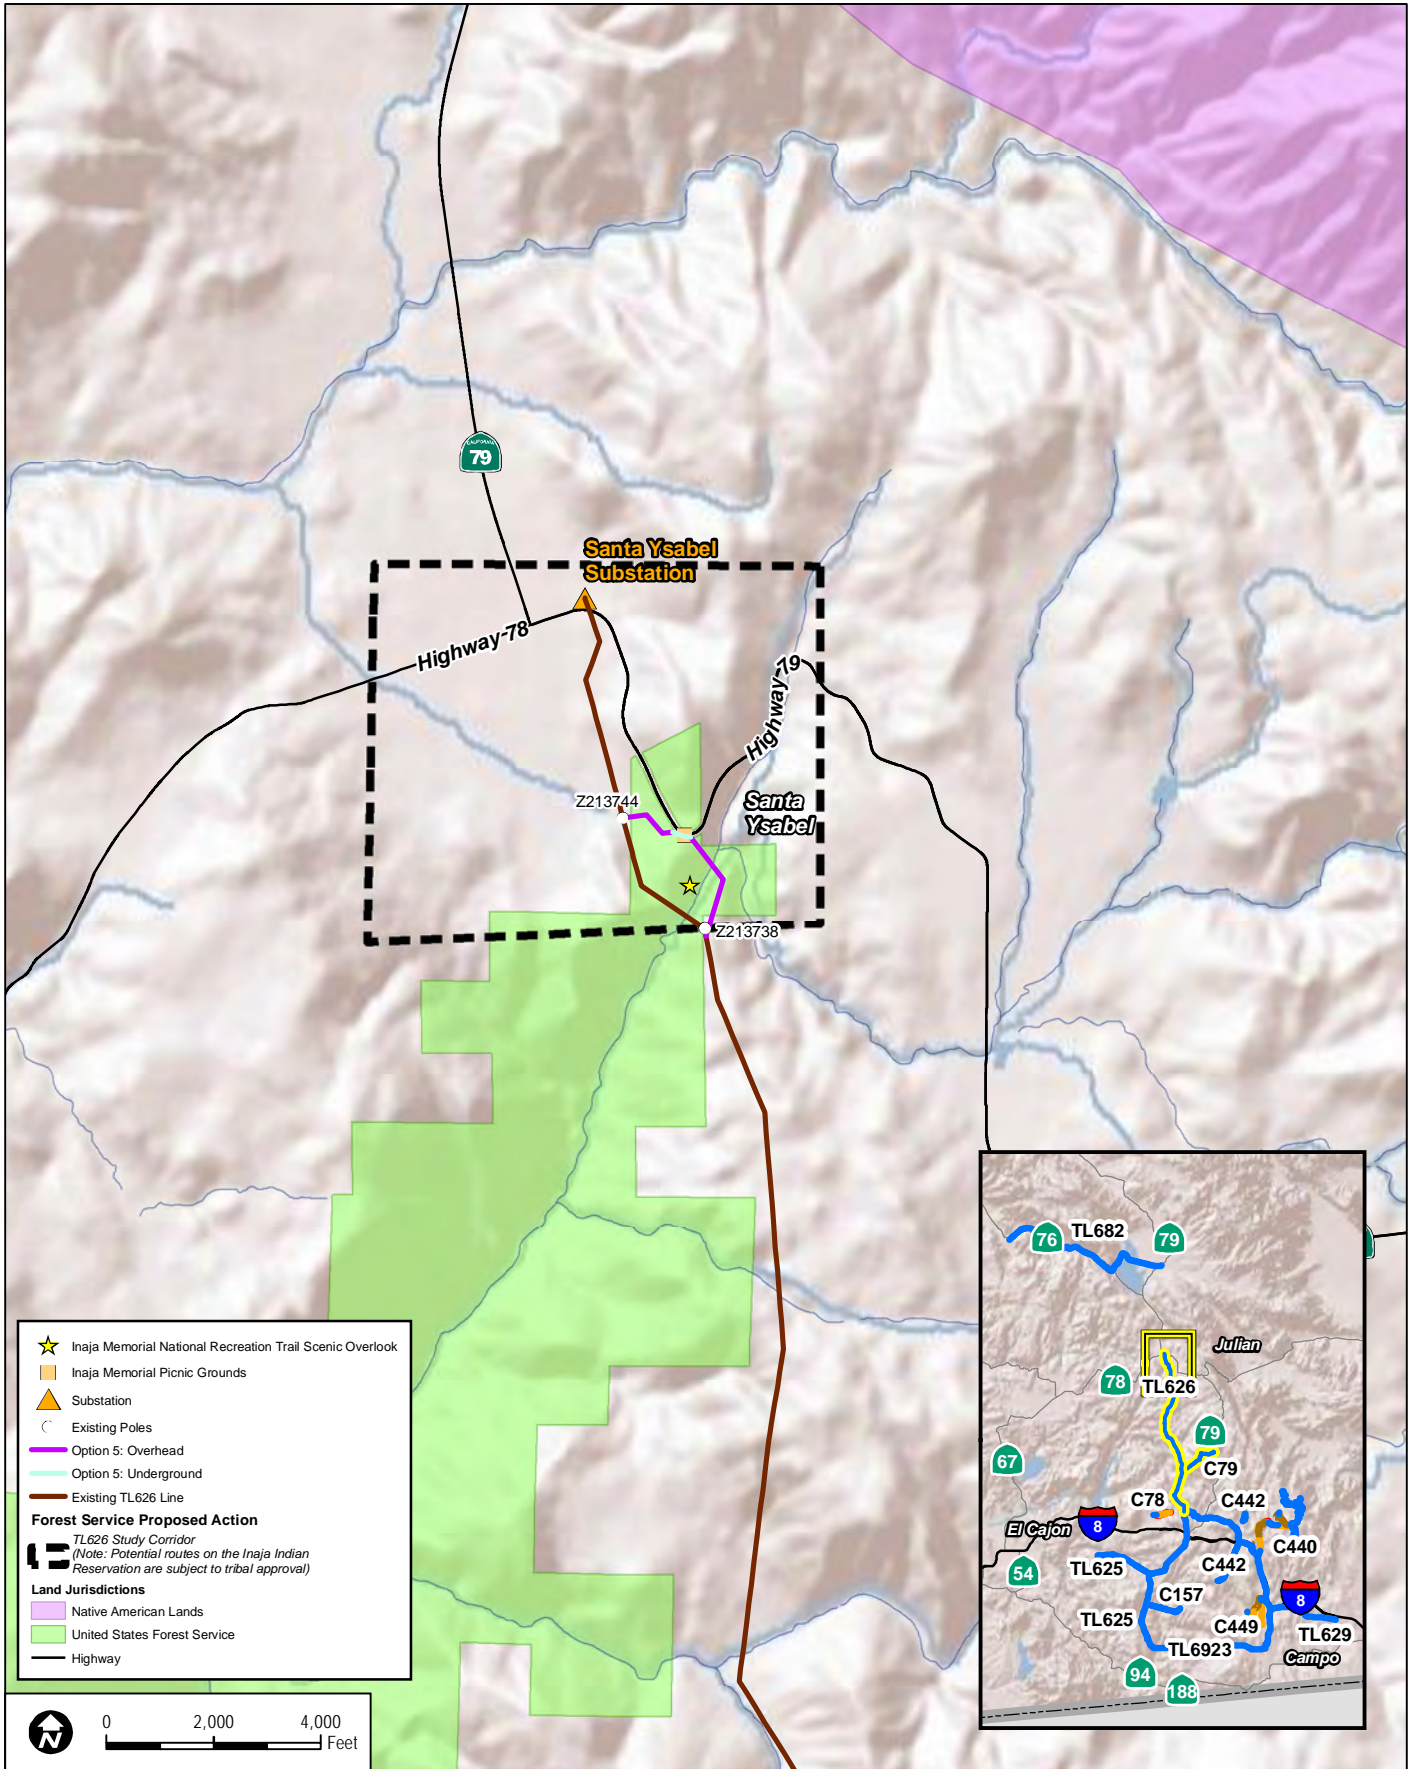 CALIFORNIA
79
Santa Ysabel
Substation
Highway 78
Highway 79
Z213744
Santa
Ysabel
Z213738
Inaja Memorial National Recreation Trail Scenic Overlook
Inaja Memorial Picnic Grounds
Substation
Existing Poles
Option 5: Overhead
Option 5: Underground
Existing TL626 Line
Forest Service Proposed Action
TL626 Study Corridor
(Note: Potential routes on the Inaja Indian
Reservation are subject to tribal approval)
Land Jurisdictions
Native American Lands
United States Forest Service
Highway
N
0 2,000 4,000
Feet
76
TL682
79
Julian
78
TL626
79
67
C79
C78
C442
El Cajon
8
C440
54
TL625
C442
C157
8
TL625
C449
TL629
TL6923
Campo
94
188